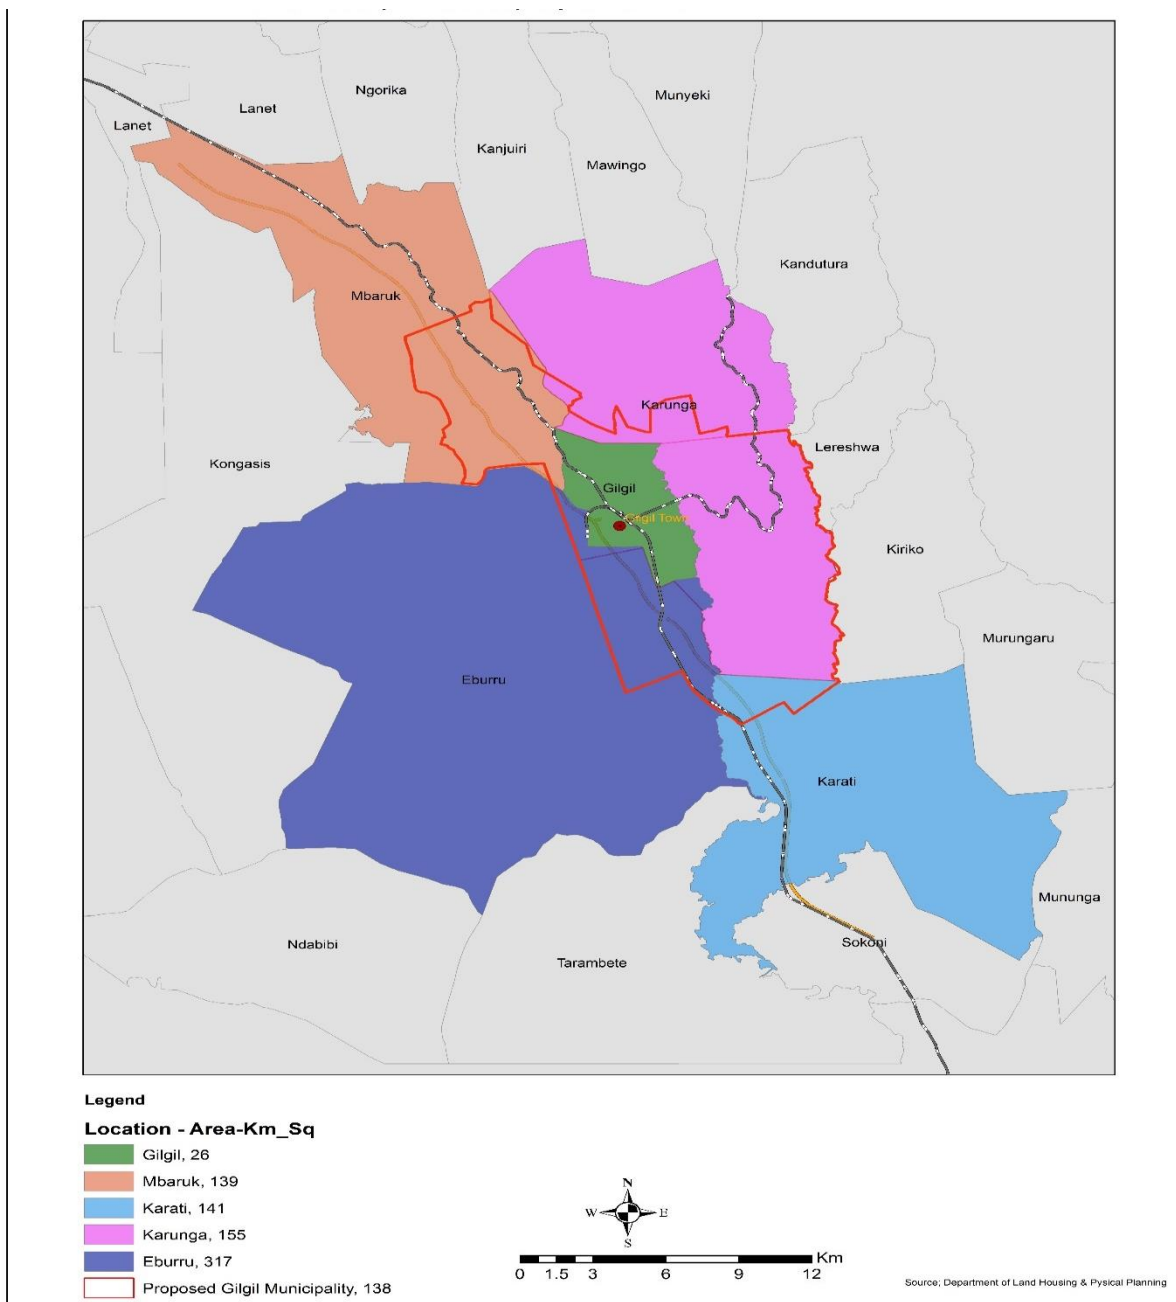 Ngorika
Munyeki
Lanet
Lanet
Kanjuiri
Mawingo
Kandutura
Mbaruk
Karunga
Lereshwa
Kongasis
Gilgil
Gilgil Town
Kiriko
Murungaru
Eburru
Karati
Mununga
Ndabibi
Sokoni
Tarambete
Legend
Location - Area-Km_Sq
Gilgil, 26
Mbaruk, 139
Karati, 141
Karunga, 155
Eburru, 317
Proposed Gilgil Municipality, 138
N
W E
S
Km
0 1.5 3 6 9 12
Source; Department of Land Housing & Pysical Planning